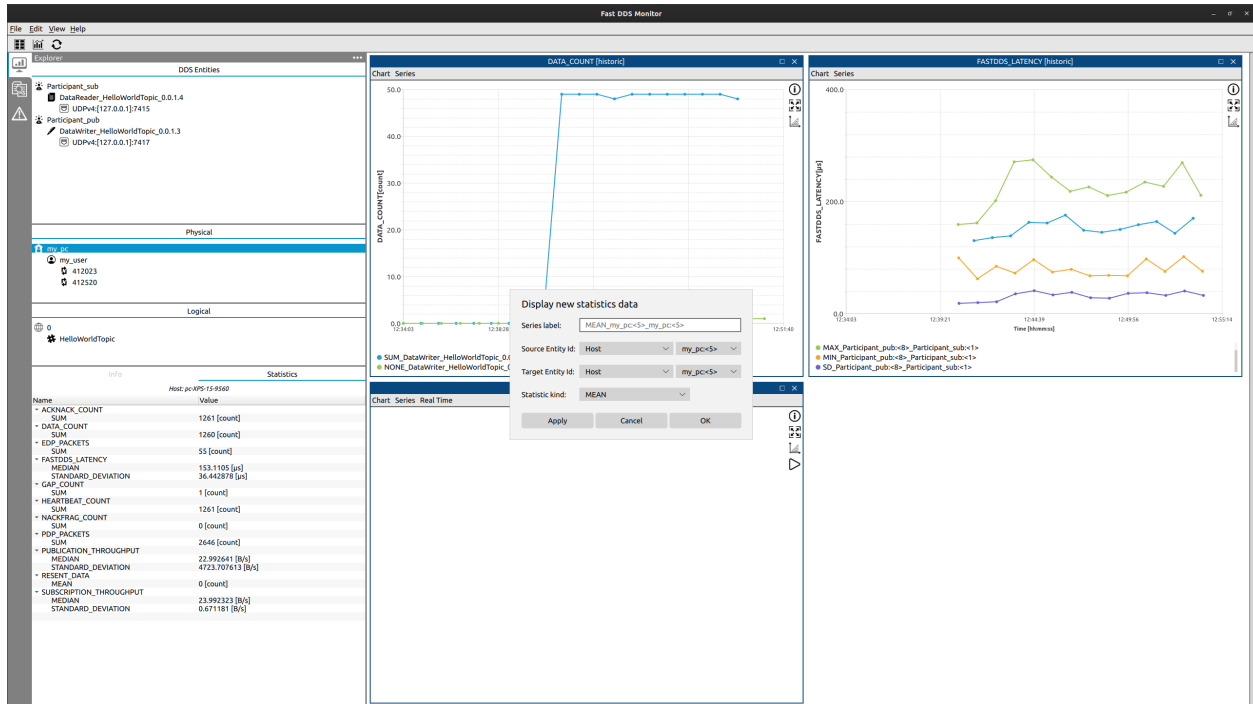 Fast DDS Monitor
File Edit View Help
Explorer
DDS Entities
Participant_sub
DataReader_HelloWorldTopic_0.0.1.4
UDPv4:[127.0.0.1]:7415
Participant_pub
DataWriter_HelloWorldTopic_0.0.1.3
UDPv4:[127.0.0.1]:7417
Physical
my_pc
my_user
412023
412520
Logical
0
HelloWorldTopic
Info Statistics
Host: pc-XPS-15-9560
Name Value
ACKNACK_COUNT
SUM 1261 [count]
DATA_COUNT
SUM 1260 [count]
EDP_PACKETS
SUM 55 [count]
FASTDDS_LATENCY
MEDIAN 153.1105 [µs]
STANDARD_DEVIATION 36.442878 [µs]
GAP_COUNT
SUM 1 [count]
HEARTBEAT_COUNT
SUM 1261 [count]
NACKFRAG_COUNT
SUM 0 [count]
PDP_PACKETS
SUM 2646 [count]
PUBLICATION_THROUGHPUT
MEDIAN 22.992641 [B/s]
STANDARD_DEVIATION 4723.707613 [B/s]
RESENT_DATA
MEAN 0 [count]
SUBSCRIPTION_THROUGHPUT
MEDIAN 23.992323 [B/s]
STANDARD_DEVIATION 0.671181 [B/s]
DATA_COUNT [historic]
Chart Series
50.0
40.0
30.0
20.0
10.0
0.0
DATA_COUNT[count]
12:34:03 12:38:28 12:51:40
SUM_DataWriter_HelloWorldTopic_0.0
NONE_DataWriter_HelloWorldTopic_0
FASTDDS_LATENCY [historic]
Chart Series
400.0
200.0
0.0
FASTDDS_LATENCY[µs]
12:34:03 12:39:21 12:44:39 12:49:56 12:55:14
Time [hh:mm:ss]
MAX_Participant_pub:<8>_Participant_sub:<1>
MIN_Participant_pub:<8>_Participant_sub:<1>
SD_Participant_pub:<8>_Participant_sub:<1>
Chart Series Real Time
Display new statistics data
Series label: MEAN_my_pc:<5>_my_pc:<5>
Source Entity Id: Host my_pc:<5>
Target Entity Id: Host my_pc:<5>
Statistic kind: MEAN
Apply Cancel OK